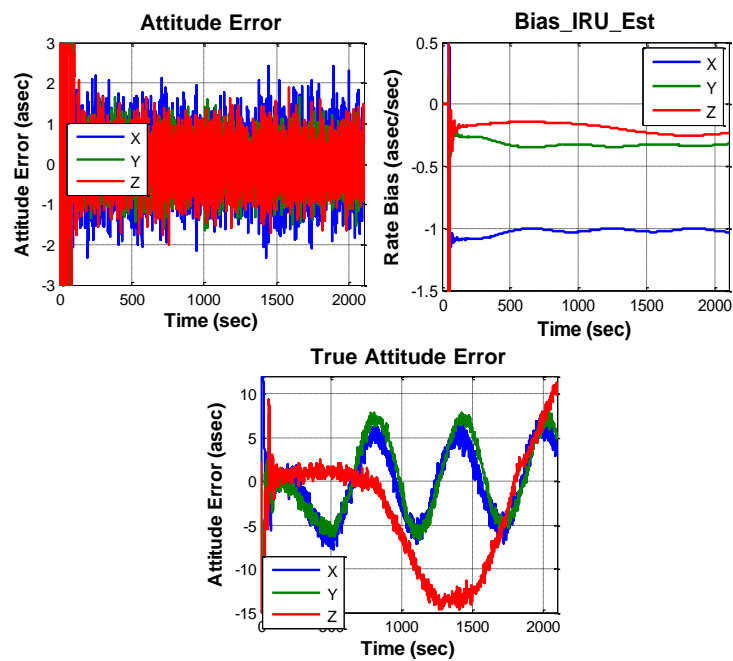 Attitude Error
Attitude Error (asec)
3
2
1
0
-1
-2
-3
X
Y
Z
0
500
1000
1500
2000
Time (sec)
Bias_IRU_Est
Rate Bias (asec/sec)
0.5
0
-0.5
-1
-1.5
X
Y
Z
0
500
1000
1500
2000
Time (sec)
True Attitude Error
Attitude Error (asec)
10
5
0
-5
-10
-15
X
Y
Z
0
500
1000
1500
2000
Time (sec)